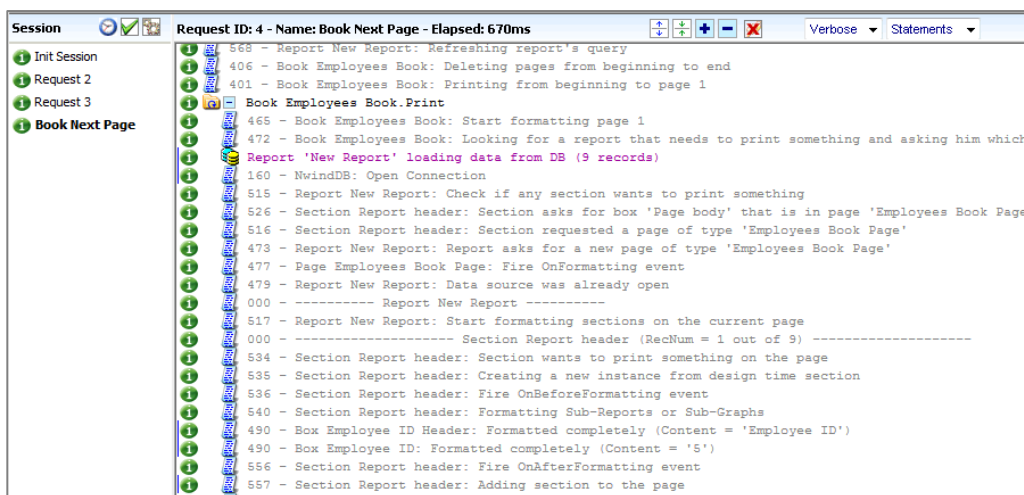 Session
Request ID: 4 - Name: Book Next Page - Elapsed: 670ms
Verbose
Statements
Init Session
Request 2
Request 3
Book Next Page
568 - Report New Report: Refreshing report's query
406 - Book Employees Book: Deleting pages from beginning to end
401 - Book Employees Book: Printing from beginning to page 1
Book Employees Book.Print
465 - Book Employees Book: Start formatting page 1
472 - Book Employees Book: Looking for a report that needs to print something and asking him which
Report 'New Report' loading data from DB (9 records)
160 - NwindDB: Open Connection
515 - Report New Report: Check if any section wants to print something
526 - Section Report header: Section asks for box 'Page body' that is in page 'Employees Book Page
516 - Section Report header: Section requested a page of type 'Employees Book Page'
473 - Report New Report: Report asks for a new page of type 'Employees Book Page'
477 - Page Employees Book Page: Fire OnFormatting event
479 - Report New Report: Data source was already open
000 - ---------- Report New Report ----------
517 - Report New Report: Start formatting sections on the current page
000 - -------------------- Section Report header (RecNum = 1 out of 9) --------------------
534 - Section Report header: Section wants to print something on the page
535 - Section Report header: Creating a new instance from design time section
536 - Section Report header: Fire OnBeforeFormatting event
540 - Section Report header: Formatting Sub-Reports or Sub-Graphs
490 - Box Employee ID Header: Formatted completely (Content = 'Employee ID')
490 - Box Employee ID: Formatted completely (Content = '5')
556 - Section Report header: Fire OnAfterFormatting event
557 - Section Report header: Adding section to the page